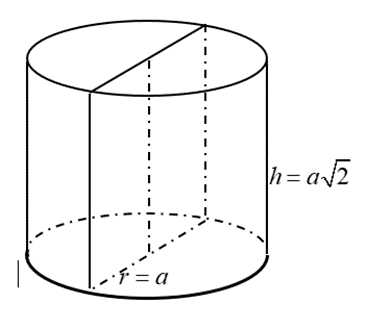 h = a√2
r = a